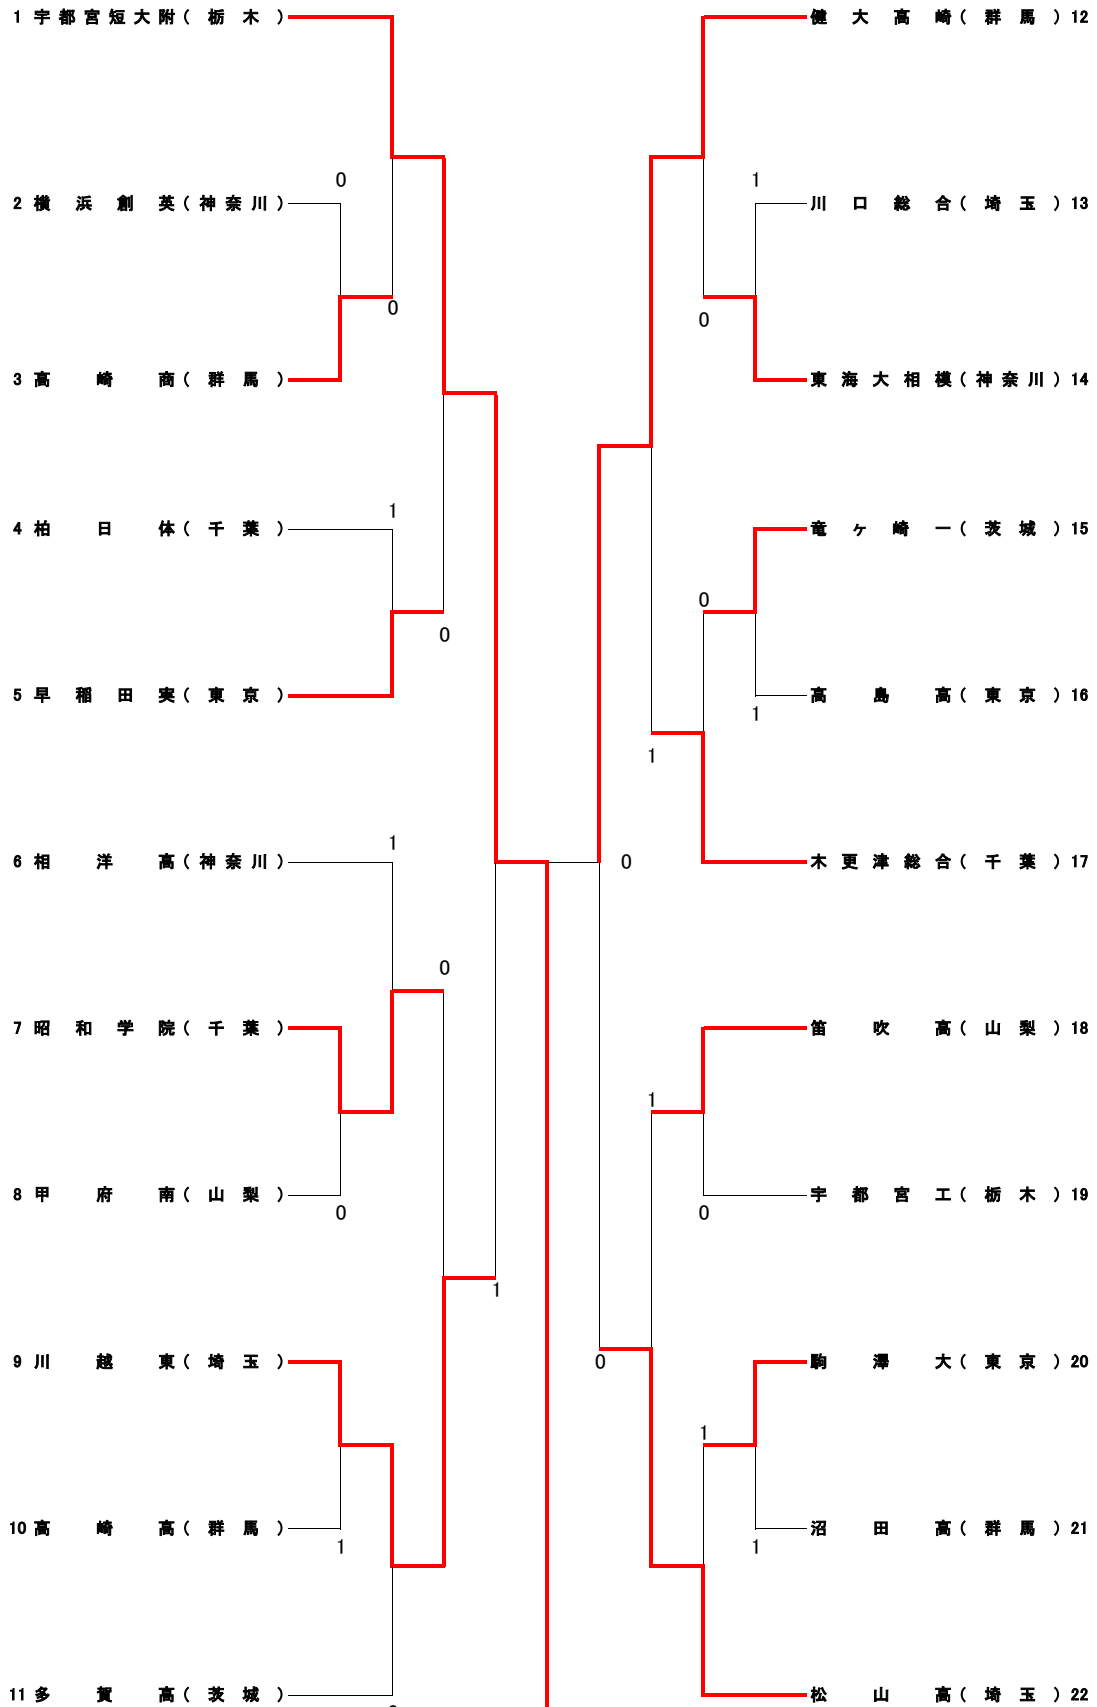 1 宇都宮短大附(栃木)
0
2 横浜創英(神奈川)
0
3 高崎商(群馬)
1
4 柏日体(千葉)
0
5 早稲田実(東京)
1
6 相洋高(神奈川)
0
7 昭和学院(千葉)
8 甲府南(山梨)
0
1
9 川越東(埼玉)
10 高崎高(群馬)
1
11 多賀高(茨城)
健大高崎(群馬) 12
1
川口総合(埼玉) 13
0
東海大相模(神奈川) 14
竜ヶ崎一(茨城) 15
0
高島高(東京) 16
1
1
0
木更津総合(千葉) 17
笛吹高(山梨) 18
1
宇都宮工(栃木) 19
0
0
駒澤大(東京) 20
1
沼田高(群馬) 21
1
松山高(埼玉) 22